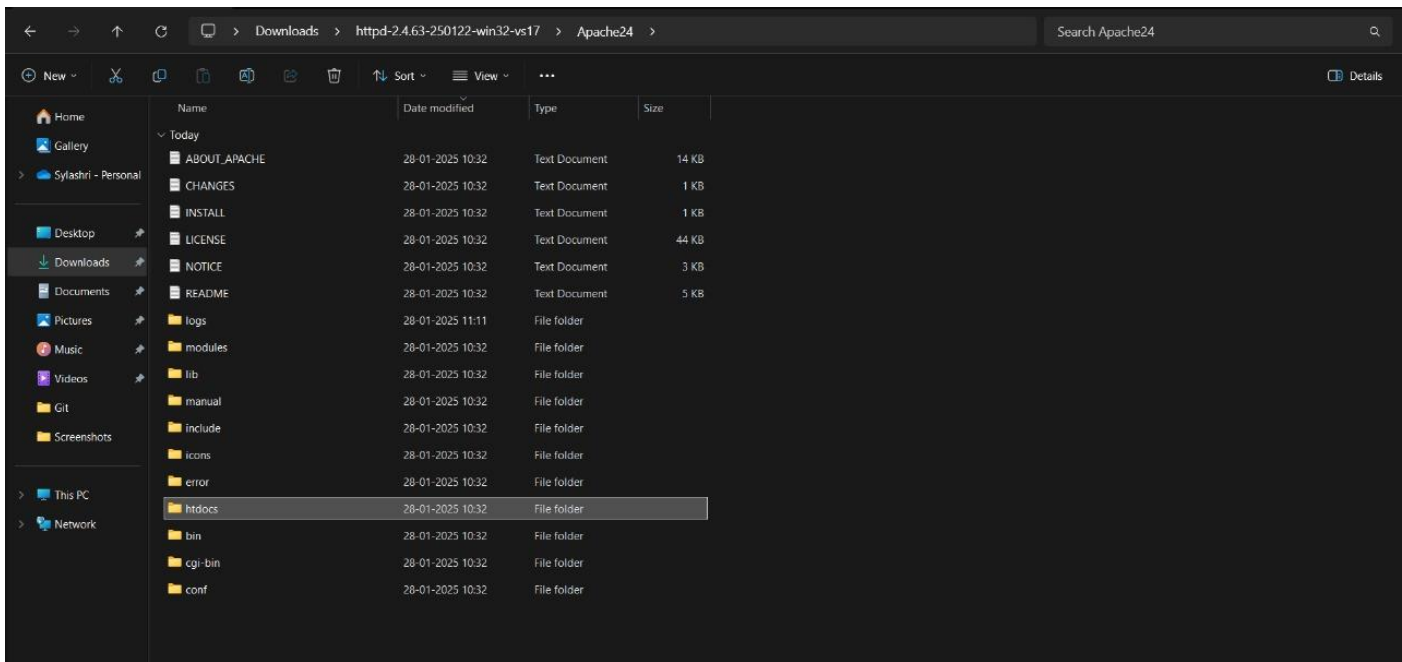 Downloads > httpd-2.4.63-250122-win32-vs17 > Apache24 >
Search Apache24
New
Sort
View
...
Details
Home
Gallery
Sylashri - Personal
Desktop
Downloads
Documents
Pictures
Music
Videos
Git
Screenshots
This PC
Network
Name Date modified Type Size
Today
ABOUT_APACHE 28-01-2025 10:32 Text Document 14 KB
CHANGES 28-01-2025 10:32 Text Document 1 KB
INSTALL 28-01-2025 10:32 Text Document 1 KB
LICENSE 28-01-2025 10:32 Text Document 44 KB
NOTICE 28-01-2025 10:32 Text Document 3 KB
README 28-01-2025 10:32 Text Document 5 KB
logs 28-01-2025 11:11 File folder
modules 28-01-2025 10:32 File folder
lib 28-01-2025 10:32 File folder
manual 28-01-2025 10:32 File folder
include 28-01-2025 10:32 File folder
icons 28-01-2025 10:32 File folder
error 28-01-2025 10:32 File folder
htdocs 28-01-2025 10:32 File folder
bin 28-01-2025 10:32 File folder
cgi-bin 28-01-2025 10:32 File folder
conf 28-01-2025 10:32 File folder